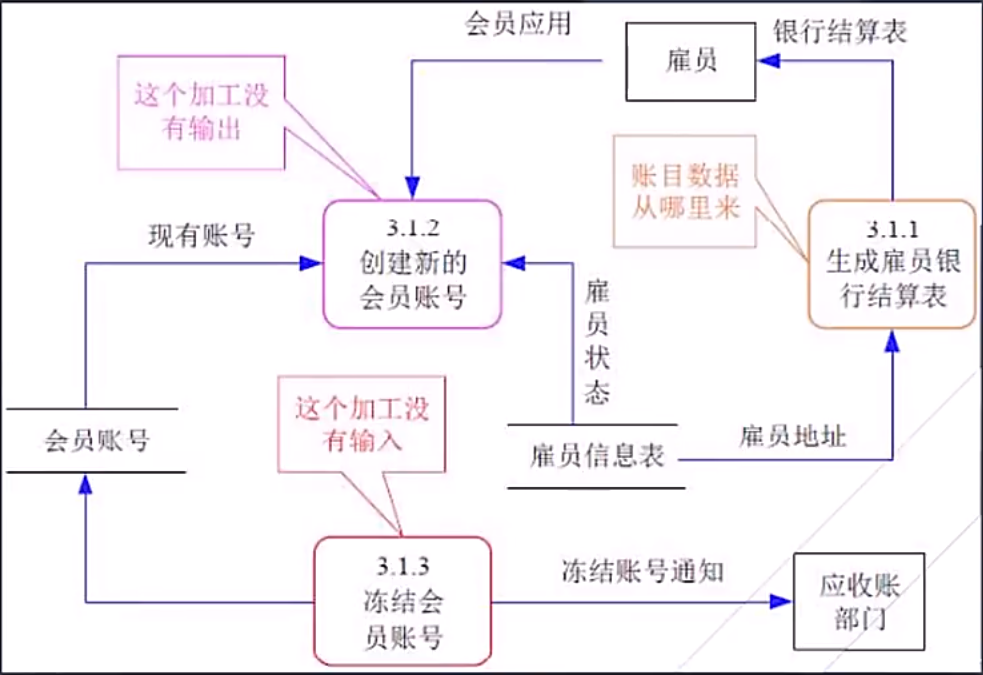 会员应用
银行结算表
雇员
这个加工没
有输出
账目数据
从哪里来
3.1.2
创建新的
会员账号
3.1.1
生成雇员银
行结算表
现有账号
雇
员
状
态
这个加工没
有输入
会员账号
雇员信息表
雇员地址
3.1.3
冻结会
员账号
冻结账号通知
应收账
部门